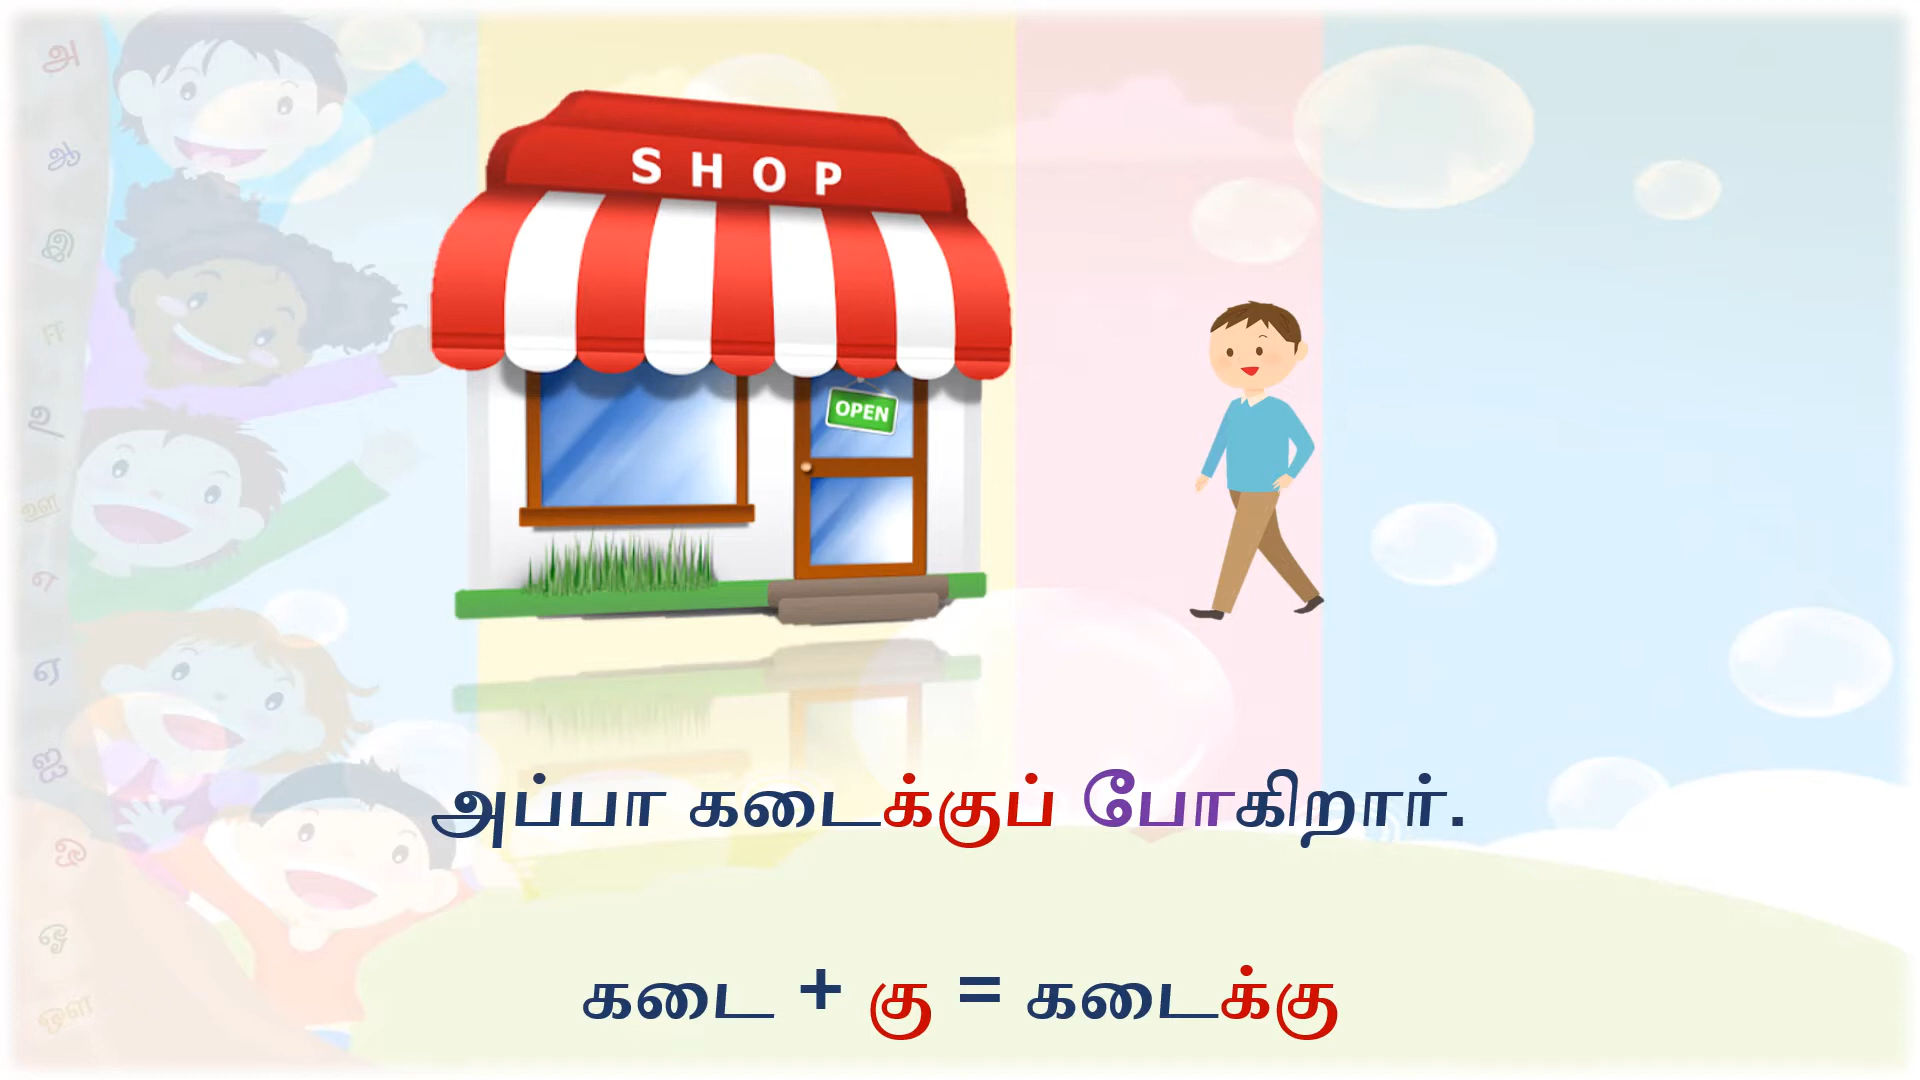 SHOP
OPEN
அப்பா கடைக்குப் போகிறார்.
கடை + கு = கடைக்கு
அ
ஆ
இ
ஈ
உ
ஊ
எ
ஏ
ஐ
ஒ
ஓ
ஔ